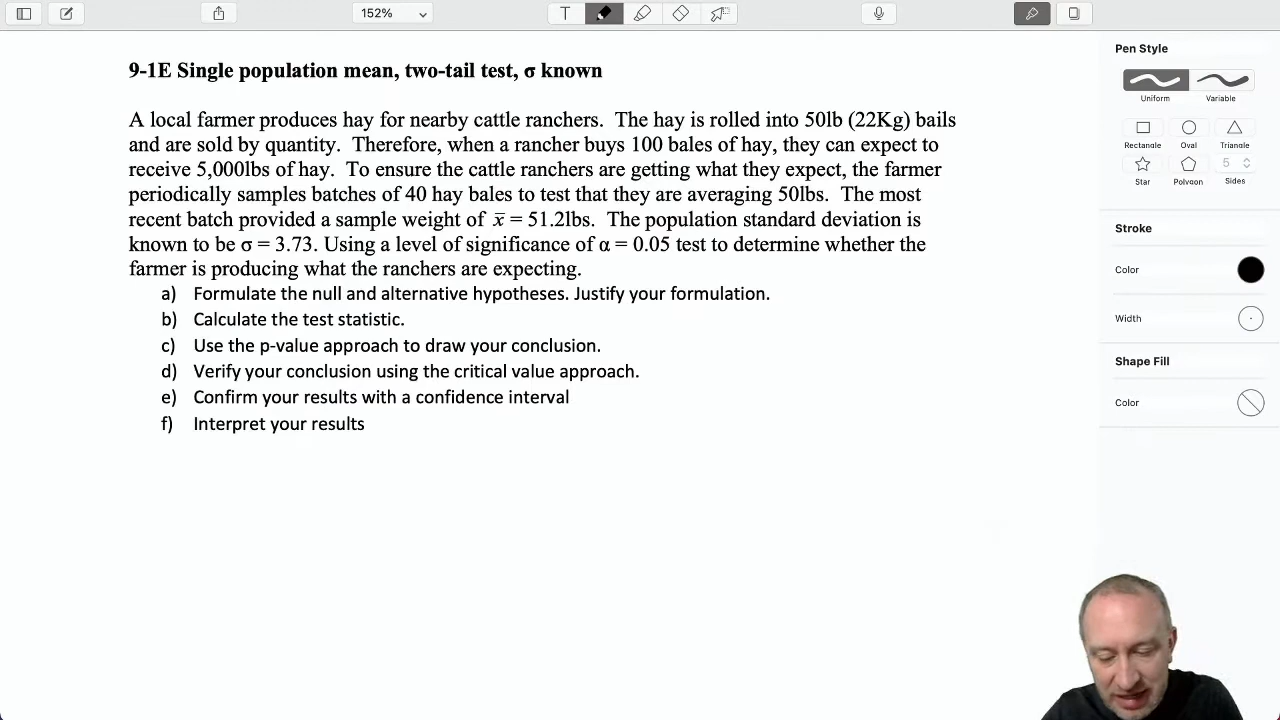 152%
T
9-1E Single population mean, two-tail test, σ known
A local farmer produces hay for nearby cattle ranchers. The hay is rolled into 50lb (22Kg) bails
and are sold by quantity. Therefore, when a rancher buys 100 bales of hay, they can expect to
receive 5,000lbs of hay. To ensure the cattle ranchers are getting what they expect, the farmer
periodically samples batches of 40 hay bales to test that they are averaging 50lbs. The most
recent batch provided a sample weight of x̅ = 51.2lbs. The population standard deviation is
known to be σ = 3.73. Using a level of significance of α = 0.05 test to determine whether the
farmer is producing what the ranchers are expecting.
a) Formulate the null and alternative hypotheses. Justify your formulation.
b) Calculate the test statistic.
c) Use the p-value approach to draw your conclusion.
d) Verify your conclusion using the critical value approach.
e) Confirm your results with a confidence interval
f) Interpret your results
Pen Style
Uniform Variable
Rectangle Oval Triangle
5
Star Polygon Sides
Stroke
Color
Width
Shape Fill
Color